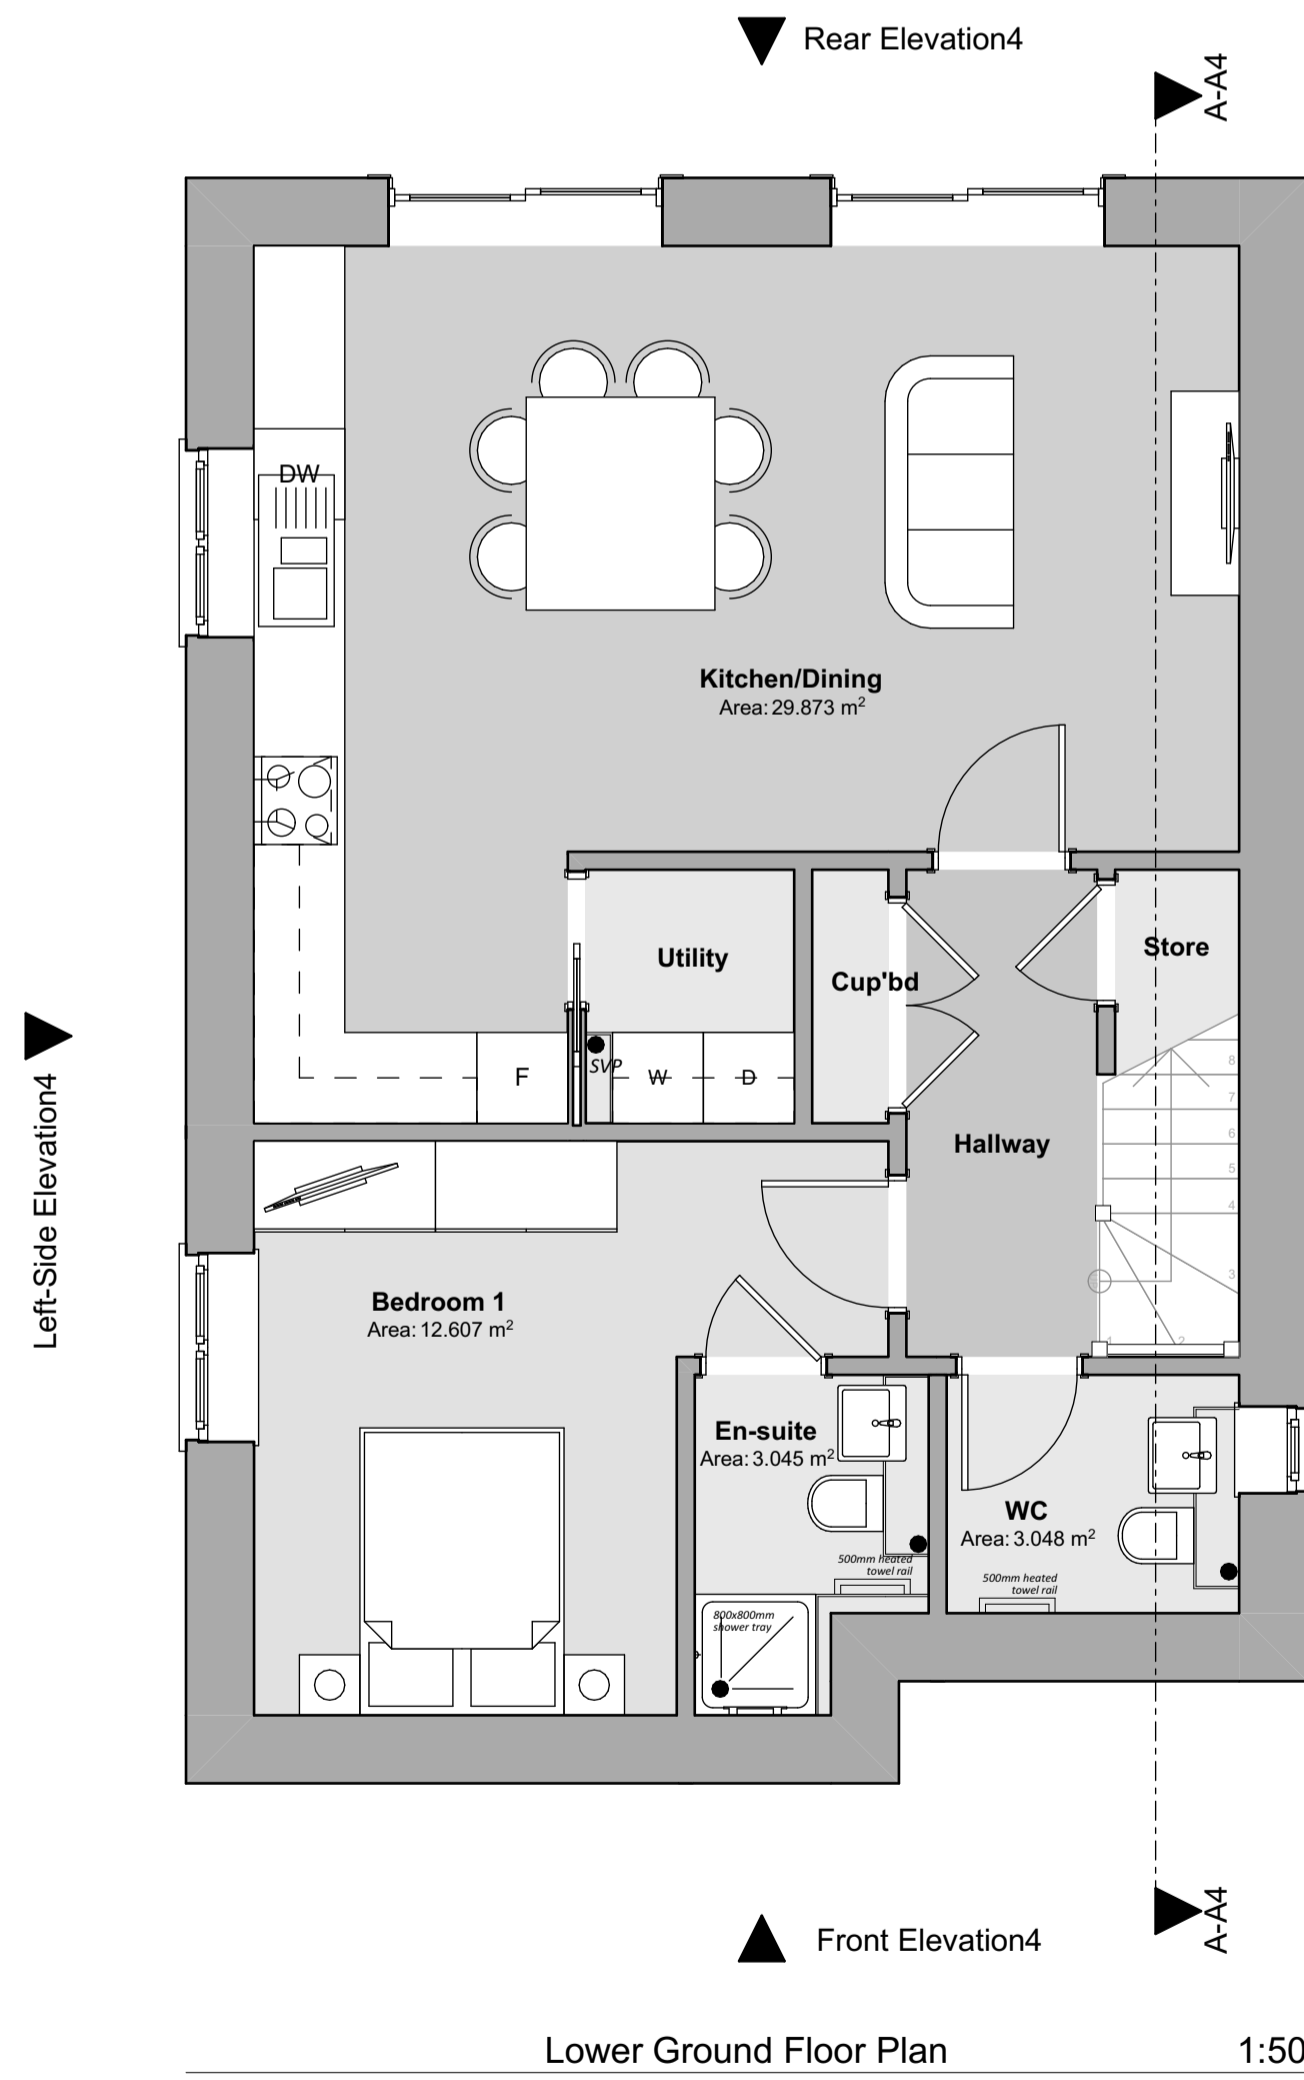 Rear Elevation4
A-A4
DW
Kitchen/Dining
Area: 29.873 m²
Utility
Store
Cup'bd
SVP
F
W
D
8
7
6
5
4
3
2
1
Hallway
Left-Side Elevation4
Bedroom 1
Area: 12.607 m²
En-suite
Area: 3.045 m²
WC
Area: 3.048 m²
500mm heated
towel rail
500mm heated
towel rail
800x800mm
shower tray
Front Elevation4
A-A4
Lower Ground Floor Plan
1:50